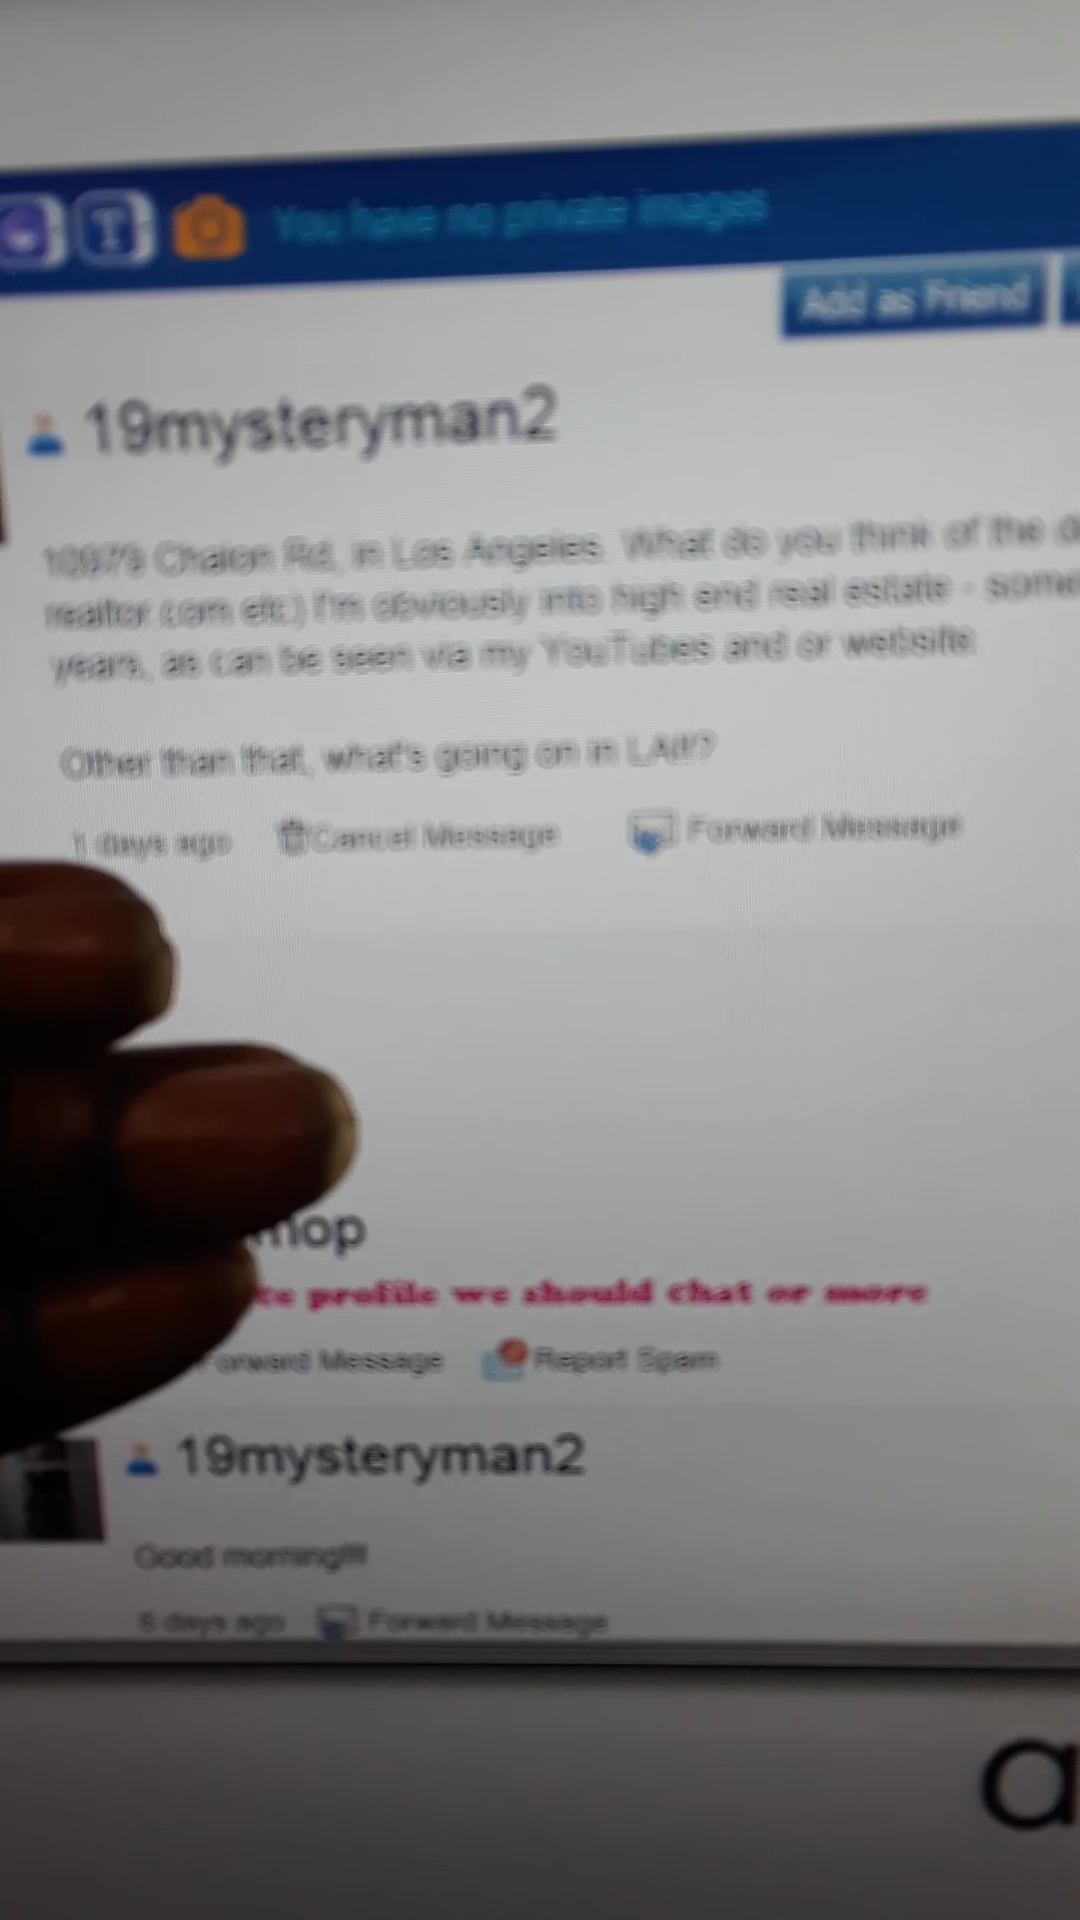 T You have no private images
Add as Friend
19mysteryman2
10979 Chalon Rd, in Los Angeles. What do you think of the
realtor.com etc) I'm obviously into high end real estate - some
years, as can be seen via my YouTubes and or website.
Other than that, what's going on in LA
1 days ago Cancel Message Forward Message
profile we should chat or more
Forward Message Report Spam
19mysteryman2
Good morning!!!
6 days ago Forward Message
a